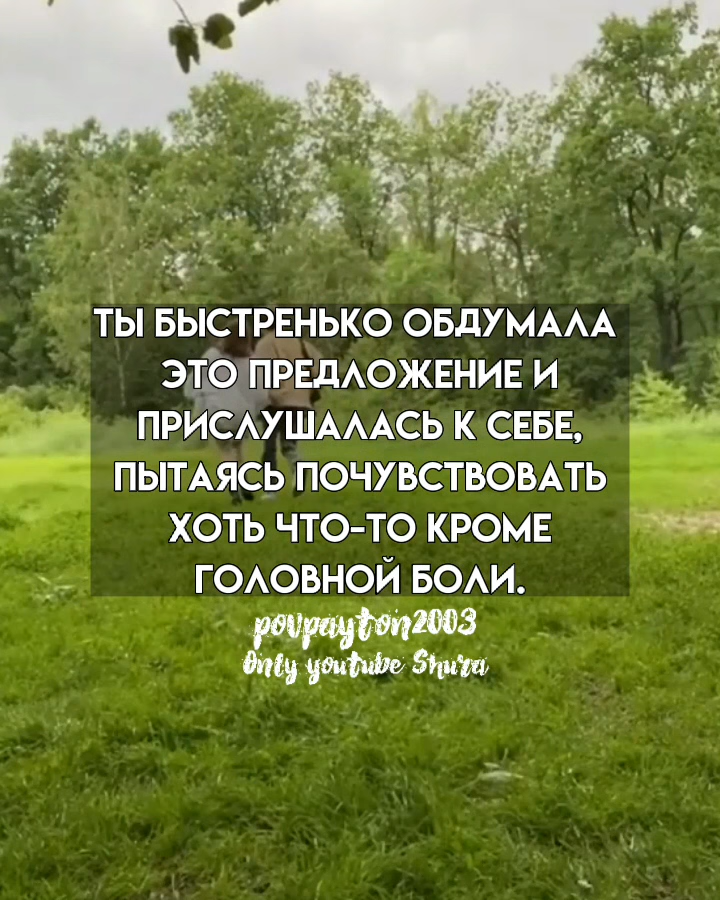 ТЫ БЫСТРЕНЬКО ОБДУМАЛА
ЭТО ПРЕДЛОЖЕНИЕ И
ПРИСЛУШАЛАСЬ К СЕБЕ,
ПЫТАЯСЬ ПОЧУВСТВОВАТЬ
ХОТЬ ЧТО-ТО КРОМЕ
ГОЛОВНОЙ БОЛИ.
povpayton2003
Only youtube Shura